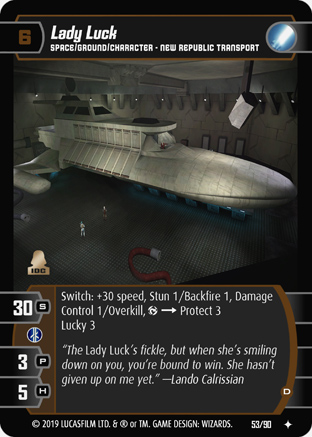 6
Lady Luck
SPACE/GROUND/CHARACTER - NEW REPUBLIC TRANSPORT
IDC
30 S
3 P
5 H
Switch: +30 speed, Stun 1/Backfire 1, Damage
Control 1/Overkill, → Protect 3
Lucky 3
“The Lady Luck’s fickle, but when she’s smiling
down on you, you’re bound to win. She hasn’t
given up on me yet.” —Lando Calrissian
D
© 2019 LUCASFILM LTD. & ® or TM. GAME DESIGN: WIZARDS. 53/90